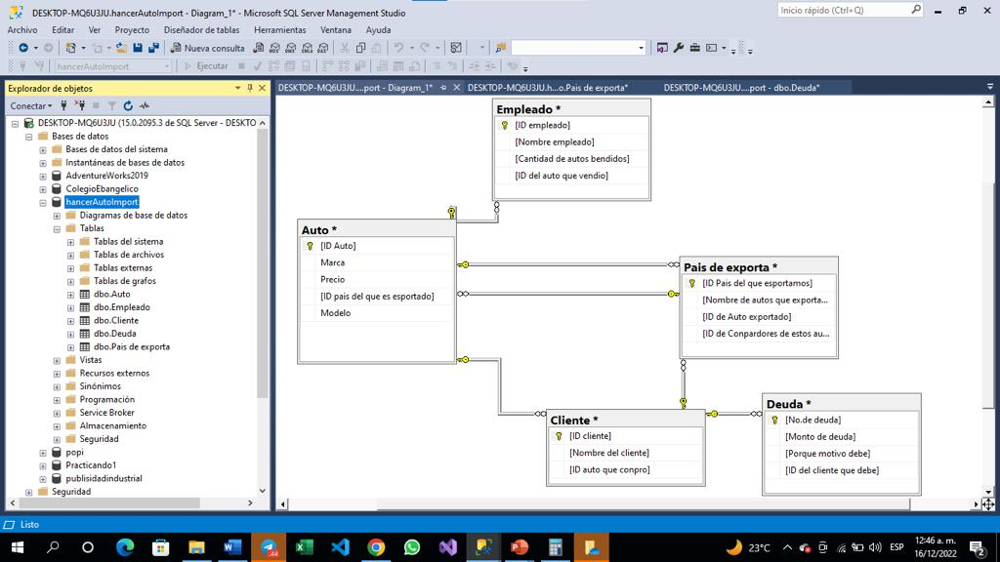 DESKTOP-MQ6U3JU.hancerAutoImport - Diagram_1* - Microsoft SQL Server Management Studio
Inicio rápido (Ctrl+Q)
Archivo Editar Ver Proyecto Diseñador de tablas Herramientas Ventana Ayuda
Nueva consulta
hancerAutoImport Ejecutar
Explorador de objetos
DESKTOP-MQ6U3JU....port - Diagram_1* DESKTOP-MQ6U3JU.h...o.Pais de exporta* DESKTOP-MQ6U3JU....port - dbo.Deuda*
Conectar
DESKTOP-MQ6U3JU (15.0.2095.3 de SQL Server - DESKTO
Bases de datos
Bases de datos del sistema
Instantáneas de bases de datos
AdventureWorks2019
ColegioEbangelico
hancerAutoImport
Diagramas de base de datos
Tablas
Tablas del sistema
Tablas de archivos
Tablas externas
Tablas de grafos
dbo.Auto
dbo.Empleado
dbo.Cliente
dbo.Deuda
dbo.Pais de exporta
Vistas
Recursos externos
Sinónimos
Programación
Service Broker
Almacenamiento
Seguridad
popi
Practicando1
publisidadindustrial
Seguridad
Empleado *
[ID empleado]
[Nombre empleado]
[Cantidad de autos bendidos]
[ID del auto que vendio]
Auto *
[ID Auto]
Marca
Precio
[ID pais del que es esportado]
Modelo
Pais de exporta *
[ID Pais del que esportamos]
[Nombre de autos que exporta...
[ID de Auto exportado]
[ID de Conpardores de estos au...
Cliente *
[ID cliente]
[Nombre del cliente]
[ID auto que conpro]
Deuda *
[No.de deuda]
[Monto de deuda]
[Porque motivo debe]
[ID del cliente que debe]
Listo
44
23°C
ESP
12:46 a. m.
16/12/2022
2